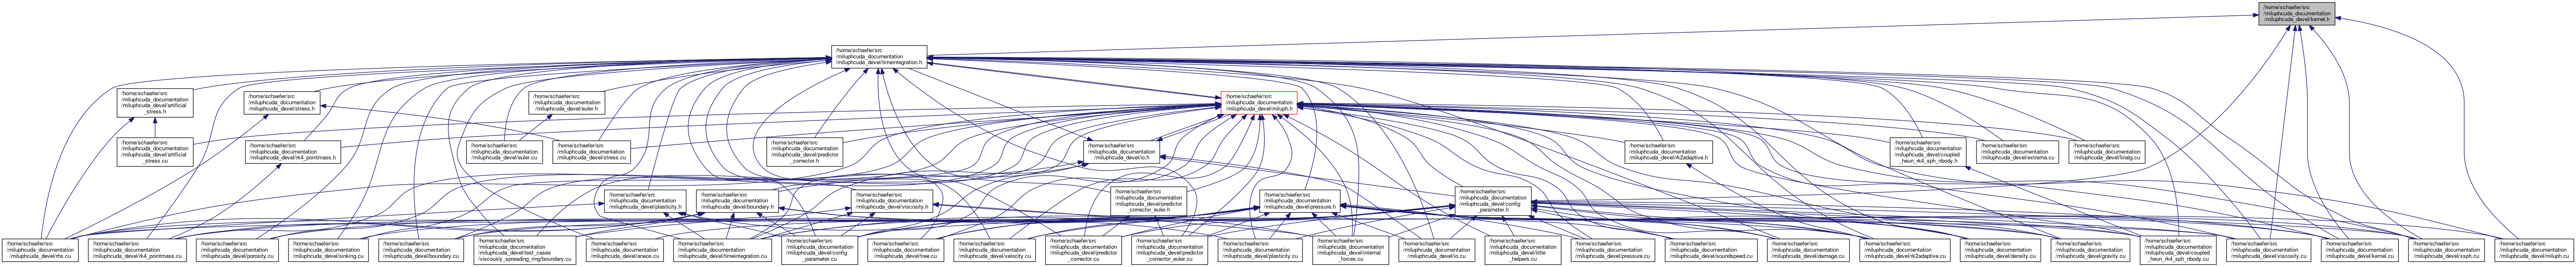 /home/schaefer/src
/miluphcuda_documentation
/miluphcuda_devel/kernel.h
/home/schaefer/src
/miluphcuda_documentation
/miluphcuda_devel/timeintegration.h
/home/schaefer/src
/miluphcuda_documentation
/miluphcuda_devel/artificial
_stress.h
/home/schaefer/src
/miluphcuda_documentation
/miluphcuda_devel/stress.h
/home/schaefer/src
/miluphcuda_documentation
/miluphcuda_devel/euler.h
/home/schaefer/src
/miluphcuda_documentation
/miluphcuda_devel/miluph.h
/home/schaefer/src
/miluphcuda_documentation
/miluphcuda_devel/artificial
_stress.cu
/home/schaefer/src
/miluphcuda_documentation
/miluphcuda_devel/rk4_pointmass.h
/home/schaefer/src
/miluphcuda_documentation
/miluphcuda_devel/euler.cu
/home/schaefer/src
/miluphcuda_documentation
/miluphcuda_devel/stress.cu
/home/schaefer/src
/miluphcuda_documentation
/miluphcuda_devel/predictor
_corrector.h
/home/schaefer/src
/miluphcuda_documentation
/miluphcuda_devel/io.h
/home/schaefer/src
/miluphcuda_documentation
/miluphcuda_devel/rk2adaptive.h
/home/schaefer/src
/miluphcuda_documentation
/miluphcuda_devel/coupled
_heun_rk4_sph_nbody.h
/home/schaefer/src
/miluphcuda_documentation
/miluphcuda_devel/extrema.cu
/home/schaefer/src
/miluphcuda_documentation
/miluphcuda_devel/linalg.cu
/home/schaefer/src
/miluphcuda_documentation
/miluphcuda_devel/plasticity.h
/home/schaefer/src
/miluphcuda_documentation
/miluphcuda_devel/boundary.h
/home/schaefer/src
/miluphcuda_documentation
/miluphcuda_devel/viscosity.h
/home/schaefer/src
/miluphcuda_documentation
/miluphcuda_devel/predictor
_corrector_euler.h
/home/schaefer/src
/miluphcuda_documentation
/miluphcuda_devel/pressure.h
/home/schaefer/src
/miluphcuda_documentation
/miluphcuda_devel/config
_parameter.h
/home/schaefer/src
/miluphcuda_documentation
/miluphcuda_devel/rhs.cu
/home/schaefer/src
/miluphcuda_documentation
/miluphcuda_devel/rk4_pointmass.cu
/home/schaefer/src
/miluphcuda_documentation
/miluphcuda_devel/porosity.cu
/home/schaefer/src
/miluphcuda_documentation
/miluphcuda_devel/sinking.cu
/home/schaefer/src
/miluphcuda_documentation
/miluphcuda_devel/boundary.cu
/home/schaefer/src
/miluphcuda_documentation
/miluphcuda_devel/test_cases
/viscously_spreading_ring/boundary.cu
/home/schaefer/src
/miluphcuda_documentation
/miluphcuda_devel/aneos.cu
/home/schaefer/src
/miluphcuda_documentation
/miluphcuda_devel/timeintegration.cu
/home/schaefer/src
/miluphcuda_documentation
/miluphcuda_devel/config
_parameter.cu
/home/schaefer/src
/miluphcuda_documentation
/miluphcuda_devel/tree.cu
/home/schaefer/src
/miluphcuda_documentation
/miluphcuda_devel/velocity.cu
/home/schaefer/src
/miluphcuda_documentation
/miluphcuda_devel/predictor
_corrector.cu
/home/schaefer/src
/miluphcuda_documentation
/miluphcuda_devel/predictor
_corrector_euler.cu
/home/schaefer/src
/miluphcuda_documentation
/miluphcuda_devel/plasticity.cu
/home/schaefer/src
/miluphcuda_documentation
/miluphcuda_devel/internal
_forces.cu
/home/schaefer/src
/miluphcuda_documentation
/miluphcuda_devel/io.cu
/home/schaefer/src
/miluphcuda_documentation
/miluphcuda_devel/little
_helpers.cu
/home/schaefer/src
/miluphcuda_documentation
/miluphcuda_devel/pressure.cu
/home/schaefer/src
/miluphcuda_documentation
/miluphcuda_devel/soundspeed.cu
/home/schaefer/src
/miluphcuda_documentation
/miluphcuda_devel/damage.cu
/home/schaefer/src
/miluphcuda_documentation
/miluphcuda_devel/rk2adaptive.cu
/home/schaefer/src
/miluphcuda_documentation
/miluphcuda_devel/density.cu
/home/schaefer/src
/miluphcuda_documentation
/miluphcuda_devel/gravity.cu
/home/schaefer/src
/miluphcuda_documentation
/miluphcuda_devel/coupled
_heun_rk4_sph_nbody.cu
/home/schaefer/src
/miluphcuda_documentation
/miluphcuda_devel/viscosity.cu
/home/schaefer/src
/miluphcuda_documentation
/miluphcuda_devel/kernel.cu
/home/schaefer/src
/miluphcuda_documentation
/miluphcuda_devel/xsph.cu
/home/schaefer/src
/miluphcuda_documentation
/miluphcuda_devel/miluph.cu